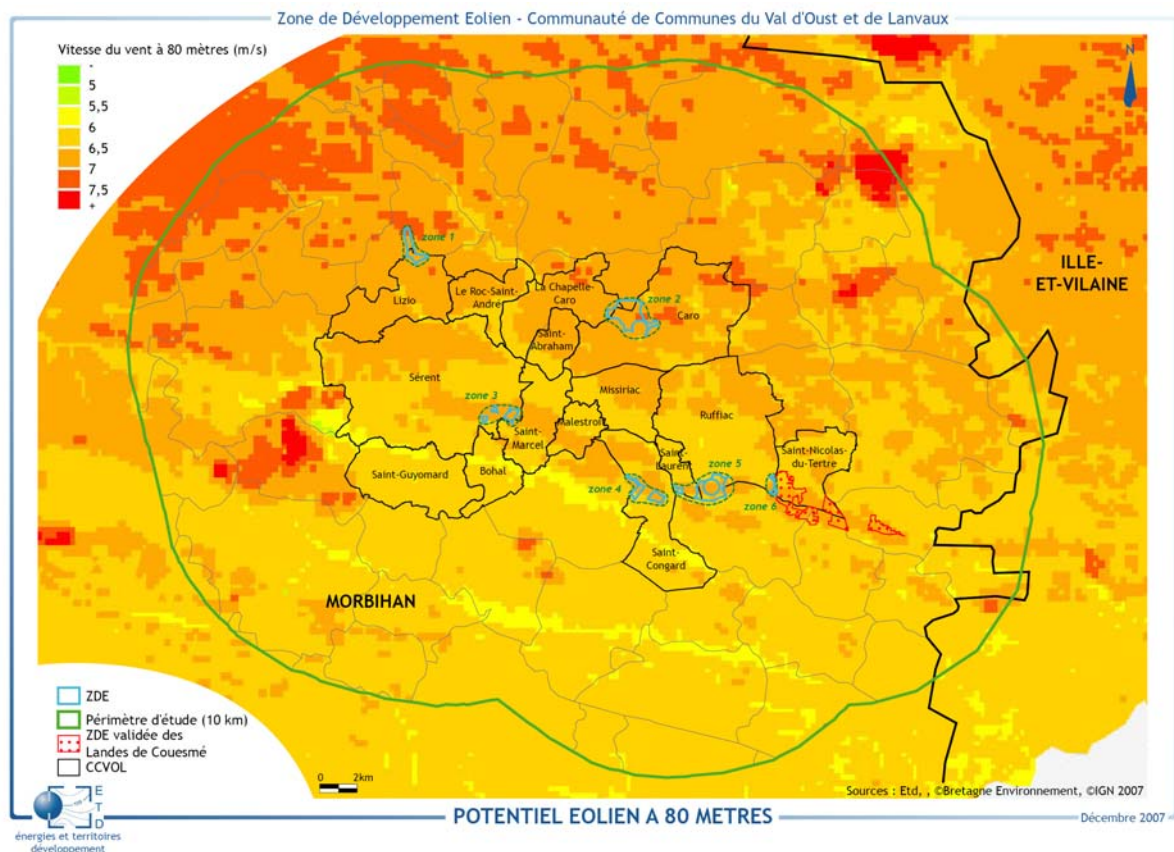 Zone de Développement Eolien - Communauté de Communes du Val d'Oust et de Lanvaux
Vitesse du vent à 80 mètres (m/s)
-
5
5,5
6
7
7,5
+
N
zone 1
ILLE-
ET-VILAINE
Lizio
Le Roc-Saint-
André
La Chapelle-
Caro
zone 2
Caro
Saint-
Abraham
Sérent
Missiriac
zone 3
Ruffiac
Malestroit
Saint-
Marcel
Saint-Nicolas-
du-Tertre
Saint-
Laurent
Saint-Guyomard
Bohal
zone 5
zone 4
zone 6
Saint-
Congard
MORBIHAN
ZDE
Périmètre d'étude (10 km)
ZDE validée des
Landes de Couesmé
CCVOL
0 2km
Sources : Etd, , ©Bretagne Environnement, ©IGN 2007
E
T
D
énergies et territoires
développement
POTENTIEL EOLIEN A 80 METRES
Décembre 2007